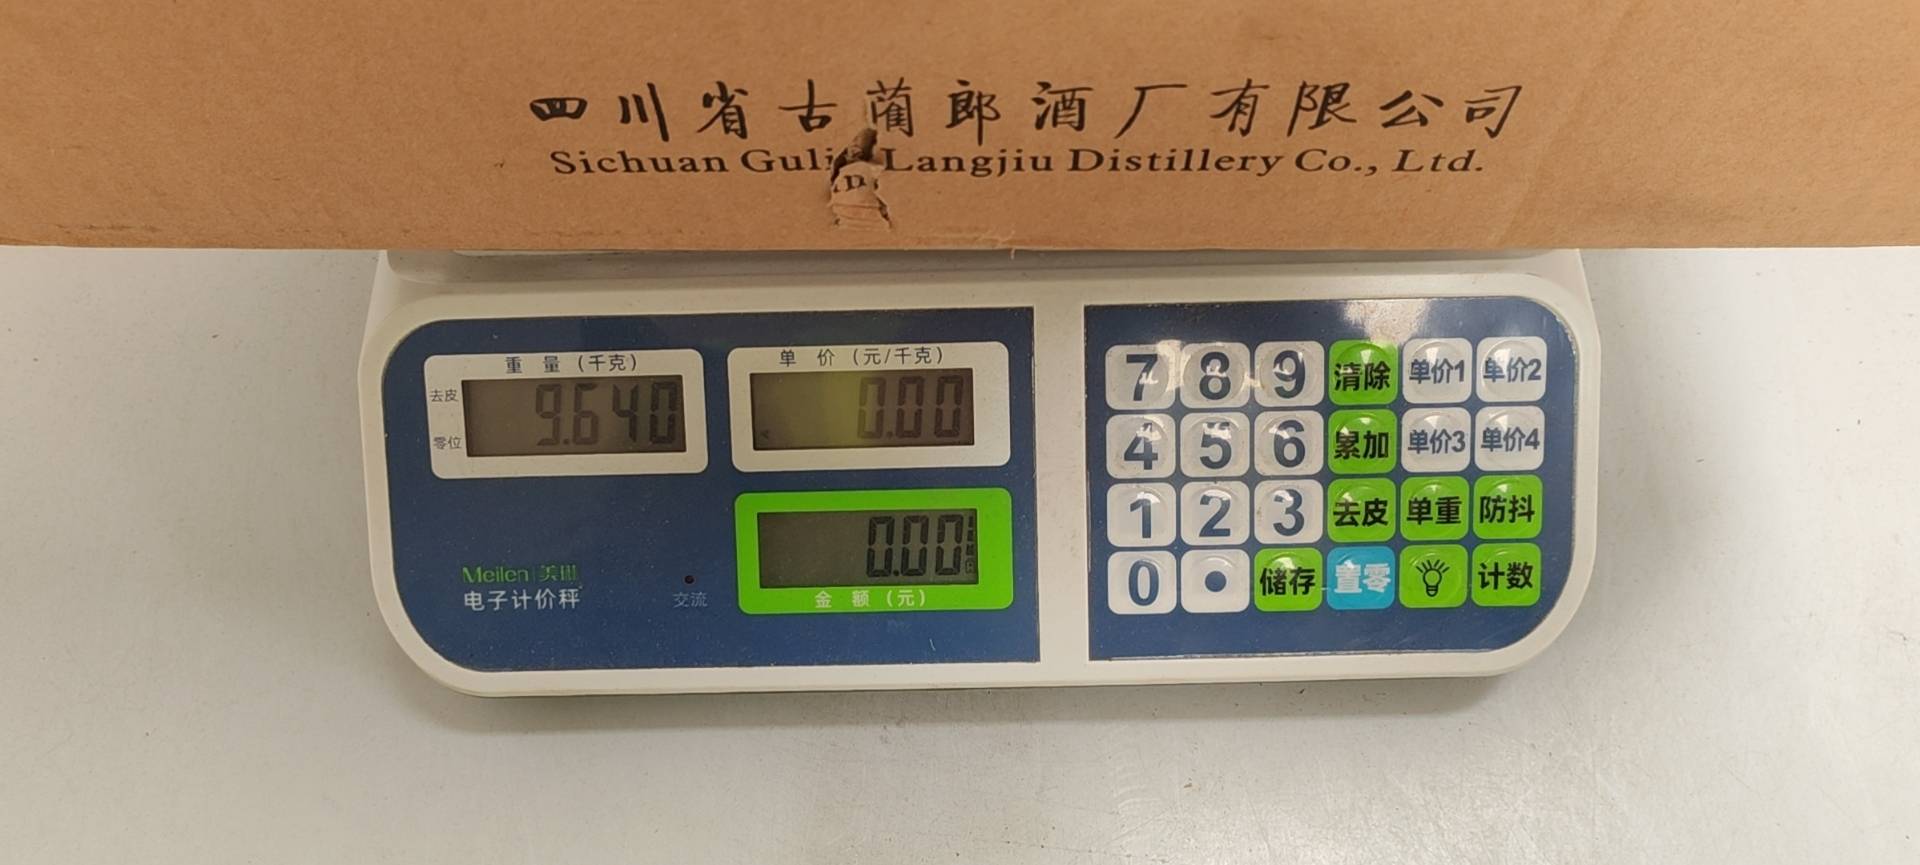 四川省古蔺郎酒厂有限公司
Sichuan Gulin Langjiu Distillery Co., Ltd.
重量(千克)
去皮
零位
9.640
单价(元/千克)
0.00
0.00
金额(元)
Meilen 美琳
电子计价秤
交流
7 8 9 清除 单价1 单价2
4 5 6 累加 单价3 单价4
1 2 3 去皮 单重 防抖
0 • 储存 置零 计数